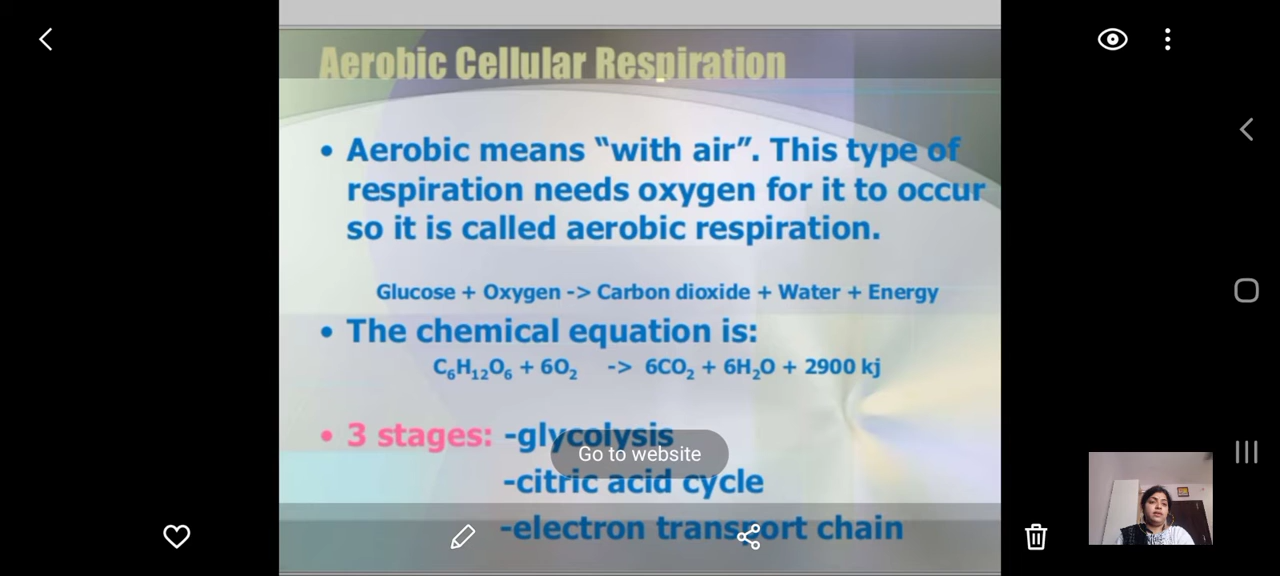 Aerobic Cellular Respiration
• Aerobic means “with air”. This type of
respiration needs oxygen for it to occur
so it is called aerobic respiration.
Glucose + Oxygen -> Carbon dioxide + Water + Energy
• The chemical equation is:
C₆H₁₂O₆ + 6O₂ -> 6CO₂ + 6H₂O + 2900 kj
• 3 stages: -glycolysis
Go to website
-citric acid cycle
-electron transport chain